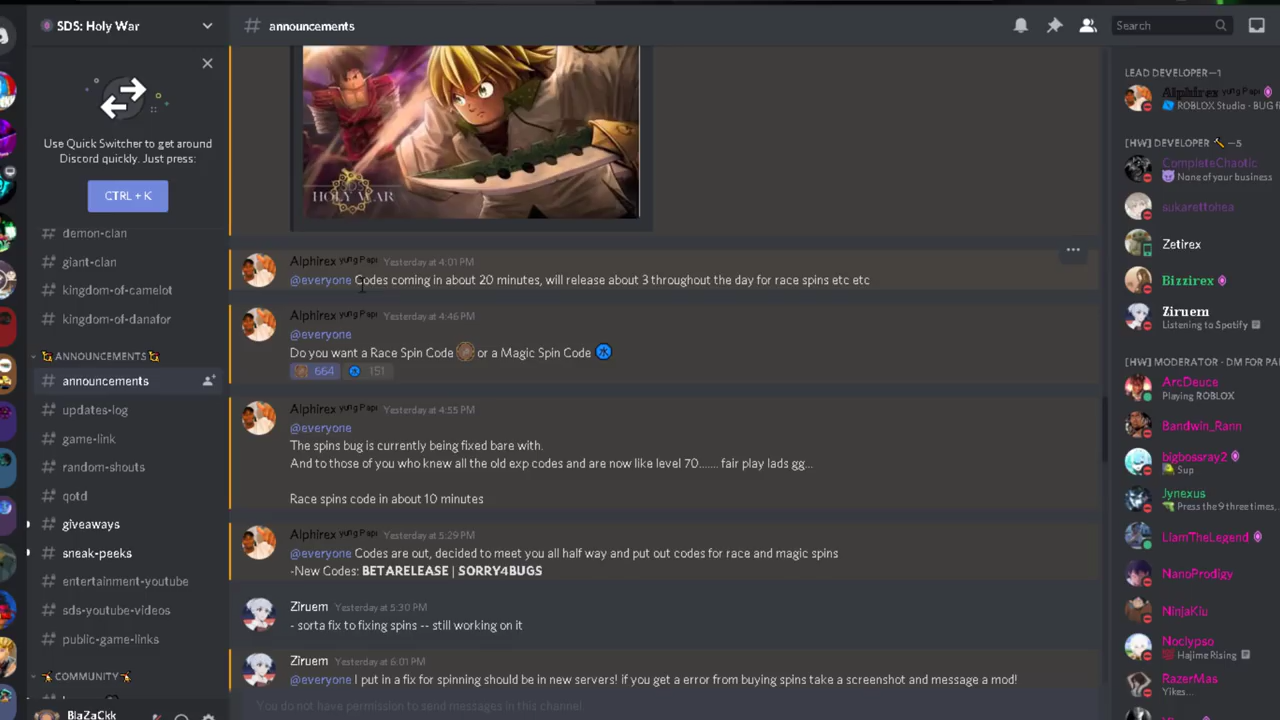 SDS: Holy War
announcements
Search
Use Quick Switcher to get around
Discord quickly. Just press:
CTRL + K
demon-clan
giant-clan
kingdom-of-camelot
kingdom-of-danafor
ANNOUNCEMENTS
announcements
updates-log
game-link
random-shouts
qotd
giveaways
sneak-peeks
entertainment-youtube
sds-youtube-videos
public-game-links
COMMUNITY
BlaZaCkk
HOLY WAR
Alphirex yung Papi Yesterday at 4:01 PM
@everyone Codes coming in about 20 minutes, will release about 3 throughout the day for race spins etc etc
Alphirex yung Papi Yesterday at 4:46 PM
@everyone
Do you want a Race Spin Code or a Magic Spin Code
664 151
Alphirex yung Papi Yesterday at 4:55 PM
@everyone
The spins bug is currently being fixed bare with.
And to those of you who knew all the old exp codes and are now like level 70....... fair play lads gg...
Race spins code in about 10 minutes
Alphirex yung Papi Yesterday at 5:29 PM
@everyone Codes are out, decided to meet you all half way and put out codes for race and magic spins
-New Codes: BETARELEASE | SORRY4BUGS
Ziruem Yesterday at 5:30 PM
- sorta fix to fixing spins -- still working on it
Ziruem Yesterday at 6:01 PM
@everyone I put in a fix for spinning should be in new servers! if you get a error from buying spins take a screenshot and message a mod!
You do not have permission to send messages in this channel.
LEAD DEVELOPER—1
Alphirex yung Papi
ROBLOX Studio - BUG f
[HW] DEVELOPER —5
CompleteChaotic
None of your business
sukarettohea
Zetirex
Bizzirex
Ziruem
Listening to Spotify
[HW] MODERATOR - DM FOR PA
ArcDeuce
Playing ROBLOX
Bandwin_Rann
bigbossray2
Sup
Jynexus
Press the 9 three times,
LiamTheLegend
NanoProdigy
NinjaKiu
Noclypso
Hajime Rising
RazerMas
Yikes...